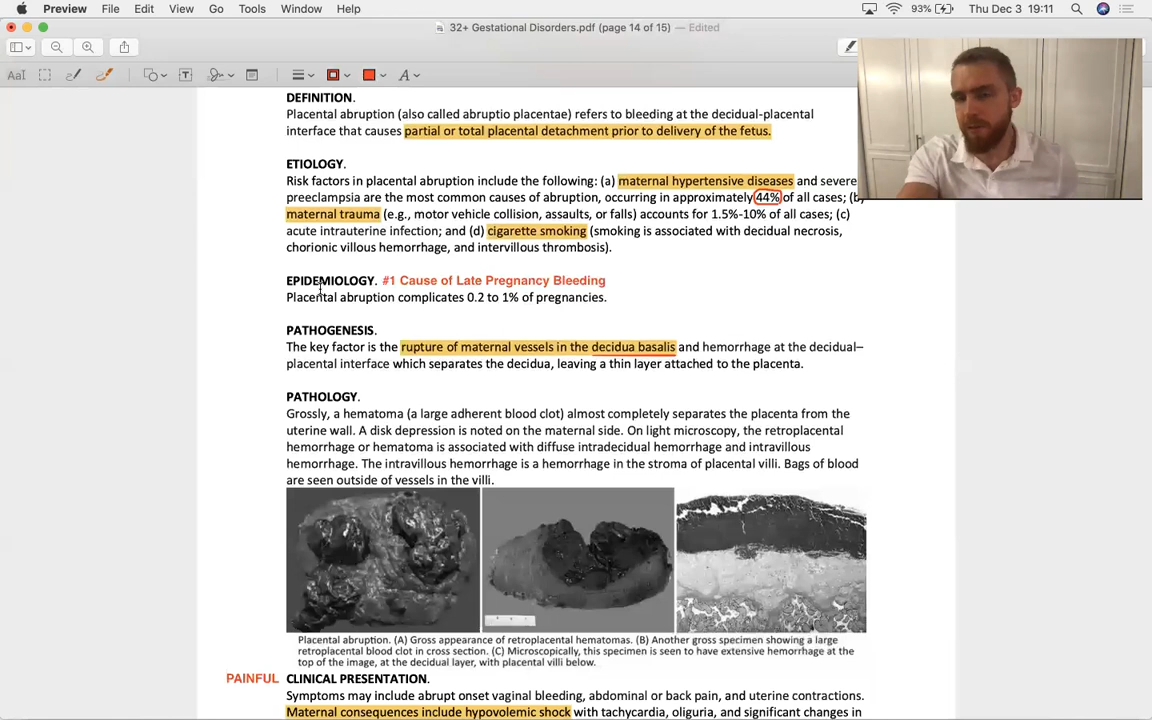 Preview File Edit View Go Tools Window Help 93% Thu Dec 3 19:11
32+ Gestational Disorders.pdf (page 14 of 15) — Edited
DEFINITION.
Placental abruption (also called abruptio placentae) refers to bleeding at the decidual-placental
interface that causes partial or total placental detachment prior to delivery of the fetus.
ETIOLOGY.
Risk factors in placental abruption include the following: (a) maternal hypertensive diseases and severe
preeclampsia are the most common causes of abruption, occurring in approximately 44% of all cases; (b)
maternal trauma (e.g., motor vehicle collision, assaults, or falls) accounts for 1.5%-10% of all cases; (c)
acute intrauterine infection; and (d) cigarette smoking (smoking is associated with decidual necrosis,
chorionic villous hemorrhage, and intervillous thrombosis).
EPIDEMIOLOGY. #1 Cause of Late Pregnancy Bleeding
Placental abruption complicates 0.2 to 1% of pregnancies.
PATHOGENESIS.
The key factor is the rupture of maternal vessels in the decidua basalis and hemorrhage at the decidual–
placental interface which separates the decidua, leaving a thin layer attached to the placenta.
PATHOLOGY.
Grossly, a hematoma (a large adherent blood clot) almost completely separates the placenta from the
uterine wall. A disk depression is noted on the maternal side. On light microscopy, the retroplacental
hemorrhage or hematoma is associated with diffuse intradecidual hemorrhage and intravillous
hemorrhage. The intravillous hemorrhage is a hemorrhage in the stroma of placental villi. Bags of blood
are seen outside of vessels in the villi.
Placental abruption. (A) Gross appearance of retroplacental hematomas. (B) Another gross specimen showing a large
retroplacental blood clot in cross section. (C) Microscopically, this specimen is seen to have extensive hemorrhage at the
top of the image, at the decidual layer, with placental villi below.
PAINFUL CLINICAL PRESENTATION.
Symptoms may include abrupt onset vaginal bleeding, abdominal or back pain, and uterine contractions.
Maternal consequences include hypovolemic shock with tachycardia, oliguria, and significant changes in